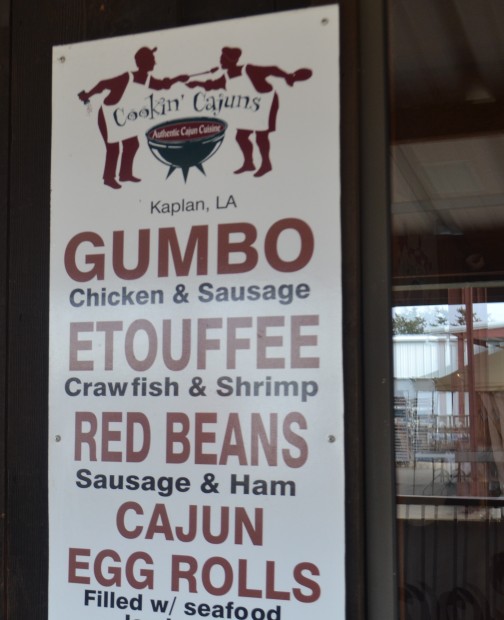 Cookin' Cajuns
Authentic Cajun Cuisine
Kaplan, LA
GUMBO
Chicken & Sausage
ETOUFFEE
Crawfish & Shrimp
RED BEANS
Sausage & Ham
CAJUN
EGG ROLLS
Filled w/ seafood